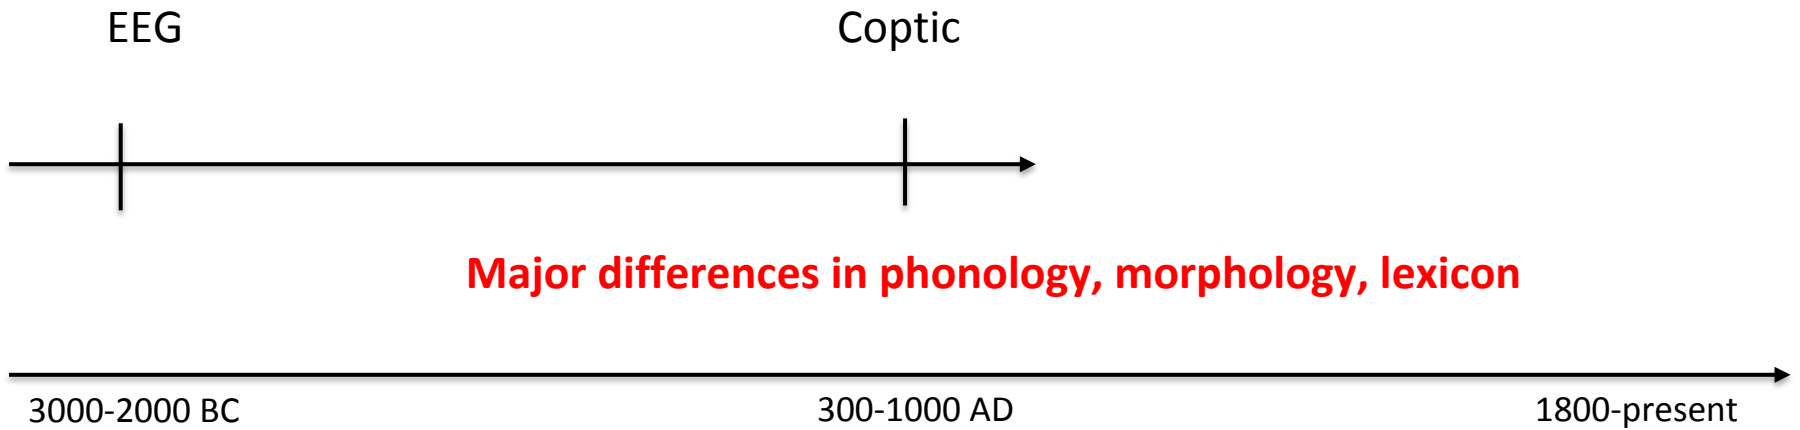 EEG Coptic
Major differences in phonology, morphology, lexicon
3000-2000 BC 300-1000 AD 1800-present